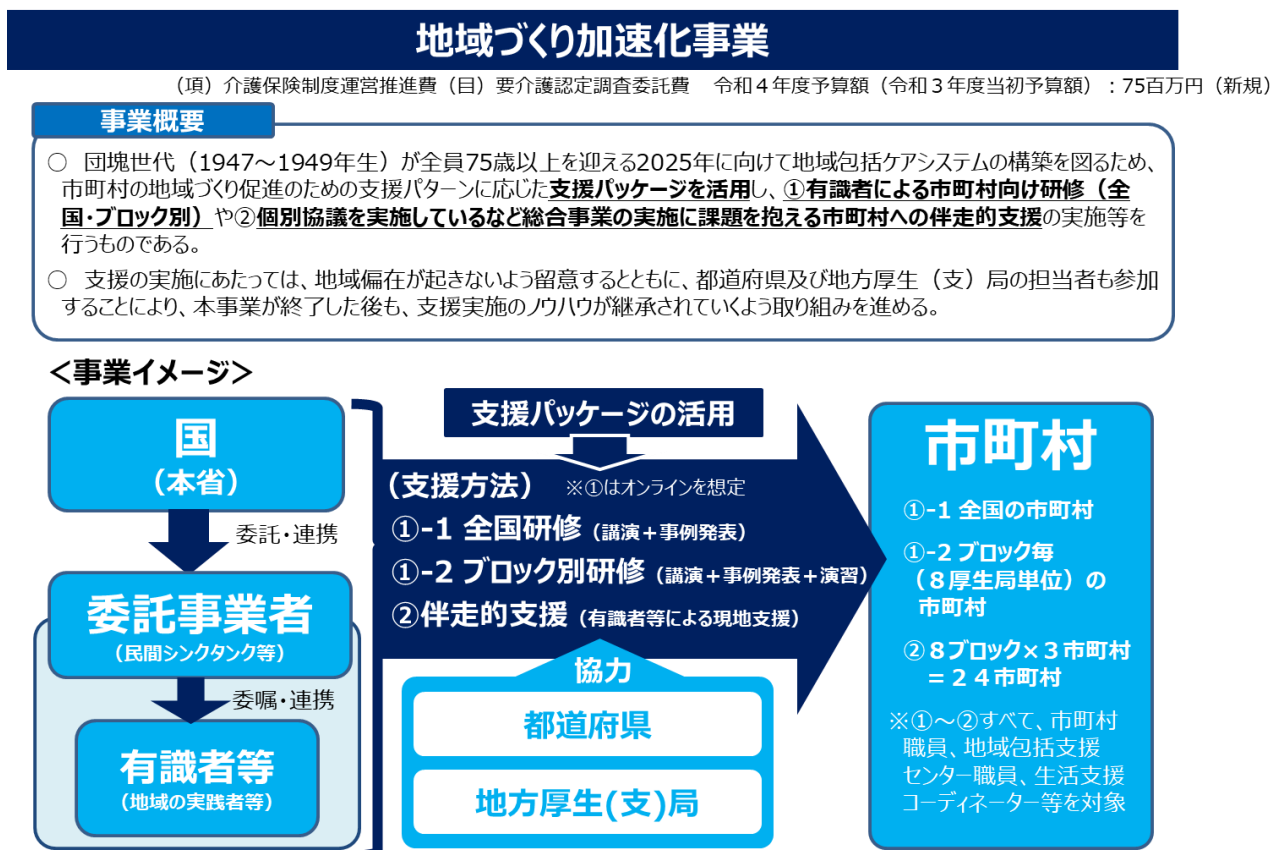 地域づくり加速化事業
(項)介護保険制度運営推進費(目)要介護認定調査委託費　令和4年度予算額(令和3年度当初予算額):75百万円(新規)
事業概要
○　団塊世代(1947～1949年生)が全員75歳以上を迎える2025年に向けて地域包括ケアシステムの構築を図るため、
市町村の地域づくり促進のための支援パターンに応じた支援パッケージを活用し、①有識者による市町村向け研修(全
国・ブロック別)や②個別協議を実施しているなど総合事業の実施に課題を抱える市町村への伴走的支援の実施等を
行うものである。
○　支援の実施にあたっては、地域偏在が起きないよう留意するとともに、都道府県及び地方厚生(支)局の担当者も参加
することにより、本事業が終了した後も、支援実施のノウハウが継承されていくよう取り組みを進める。
＜事業イメージ＞
国
(本省)
委託・連携
委託事業者
(民間シンクタンク等)
委嘱・連携
有識者等
(地域の実践者等)
支援パッケージの活用
(支援方法)　※①はオンラインを想定
①-1 全国研修(講演+事例発表)
①-2 ブロック別研修(講演+事例発表+演習)
②伴走的支援(有識者等による現地支援)
協力
都道府県
地方厚生(支)局
市町村
①-1 全国の市町村
①-2 ブロック毎
(8厚生局単位)の
市町村
②8ブロック×3市町村
=24市町村
※①～②すべて、市町村
職員、地域包括支援
センター職員、生活支援
コーディネーター等を対象